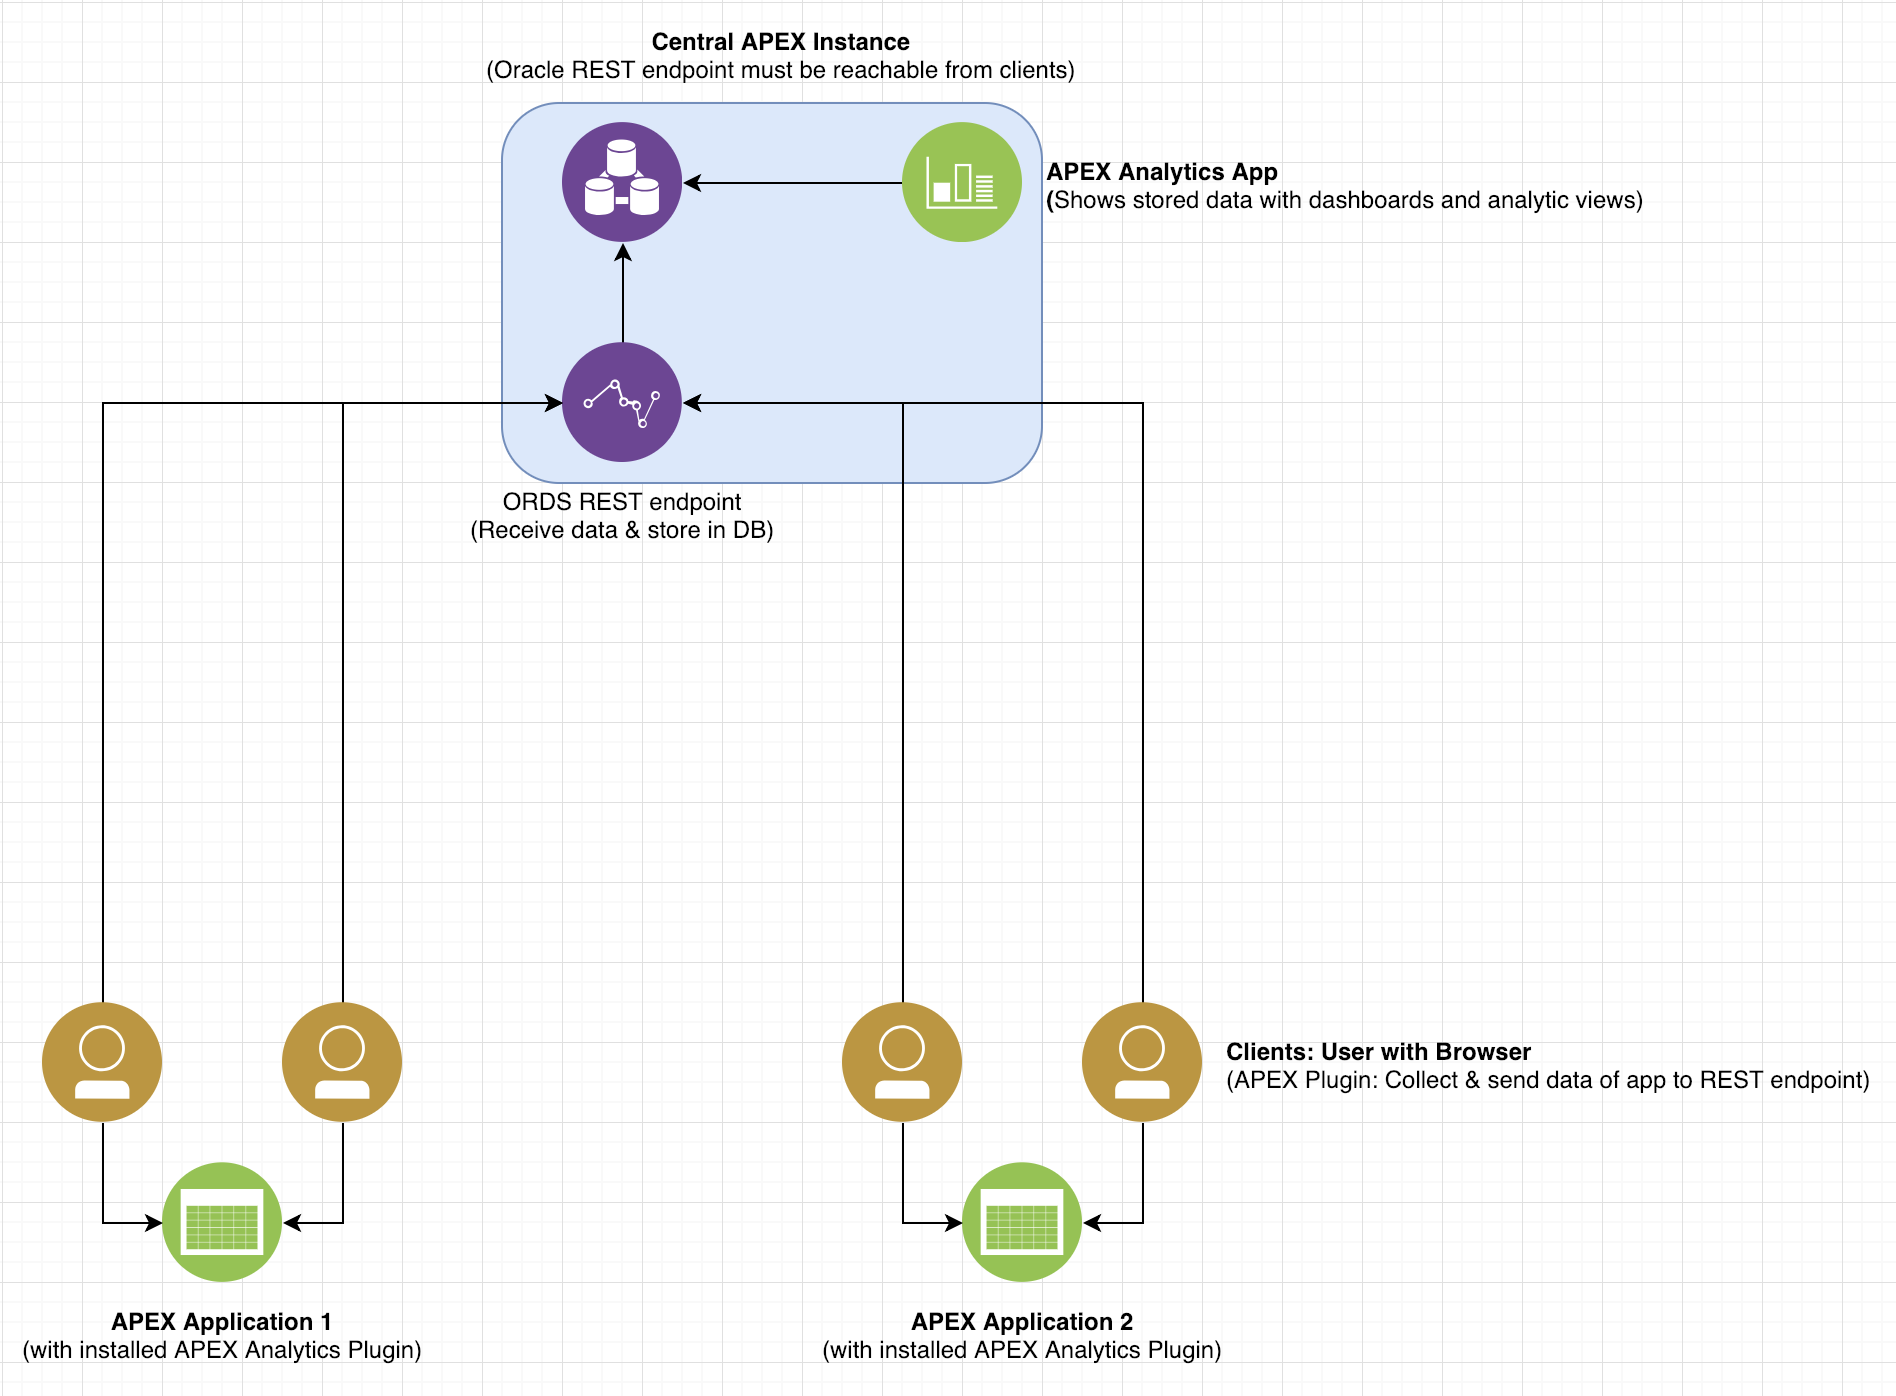 Central APEX Instance
(Oracle REST endpoint must be reachable from clients)
APEX Analytics App
(Shows stored data with dashboards and analytic views)
ORDS REST endpoint
(Receive data & store in DB)
Clients: User with Browser
(APEX Plugin: Collect & send data of app to REST endpoint)
APEX Application 1
(with installed APEX Analytics Plugin)
APEX Application 2
(with installed APEX Analytics Plugin)